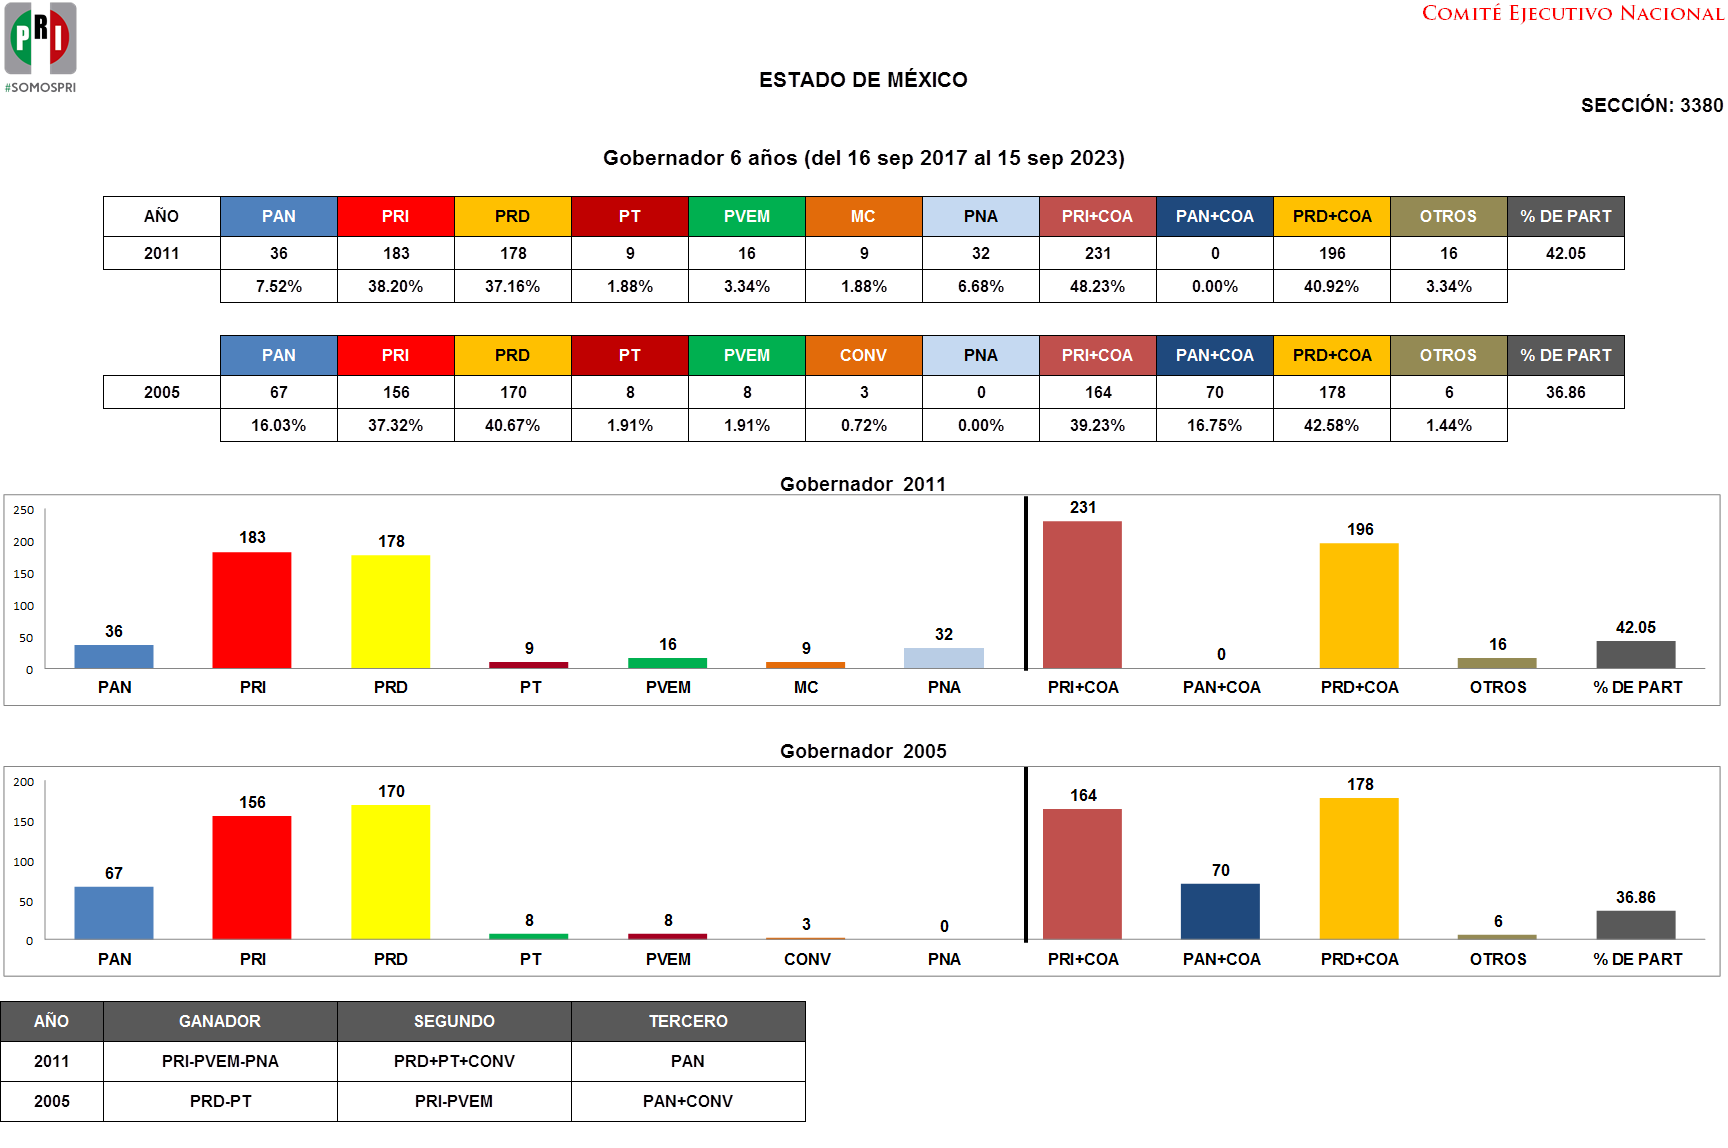 PRI
#SOMOSPRI
COMITÉ EJECUTIVO NACIONAL
ESTADO DE MÉXICO
SECCIÓN: 3380
Gobernador 6 años (del 16 sep 2017 al 15 sep 2023)
AÑO PAN PRI PRD PT PVEM MC PNA PRI+COA PAN+COA PRD+COA OTROS % DE PART
2011 36 183 178 9 16 9 32 231 0 196 16 42.05
7.52% 38.20% 37.16% 1.88% 3.34% 1.88% 6.68% 48.23% 0.00% 40.92% 3.34%
PAN PRI PRD PT PVEM CONV PNA PRI+COA PAN+COA PRD+COA OTROS % DE PART
2005 67 156 170 8 8 3 0 164 70 178 6 36.86
16.03% 37.32% 40.67% 1.91% 1.91% 0.72% 0.00% 39.23% 16.75% 42.58% 1.44%
Gobernador 2011
250
200
150
100
50
0
36 183 178 9 16 9 32 231 0 196 16 42.05
PAN PRI PRD PT PVEM MC PNA PRI+COA PAN+COA PRD+COA OTROS % DE PART
Gobernador 2005
200
150
100
50
0
67 156 170 8 8 3 0 164 70 178 6 36.86
PAN PRI PRD PT PVEM CONV PNA PRI+COA PAN+COA PRD+COA OTROS % DE PART
AÑO GANADOR SEGUNDO TERCERO
2011 PRI-PVEM-PNA PRD+PT+CONV PAN
2005 PRD-PT PRI-PVEM PAN+CONV